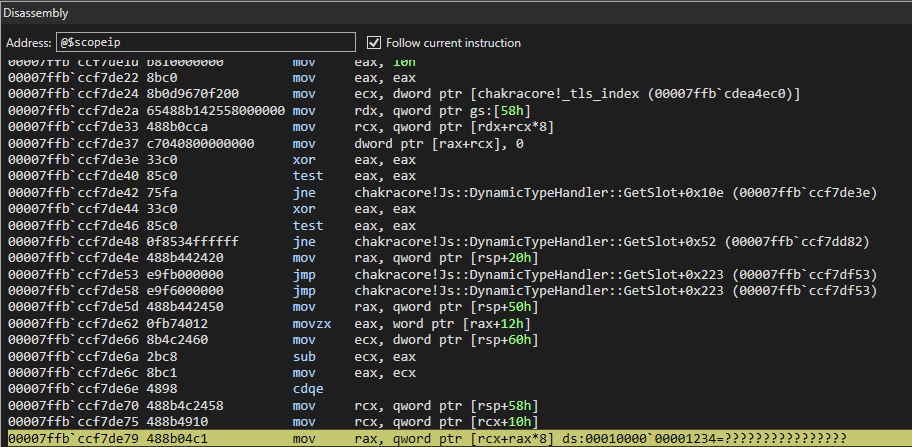 Disassembly
Address: @$scopeip Follow current instruction
00007ffb`ccf7de1d b810000000 mov eax, 10h
00007ffb`ccf7de22 8bc0 mov eax, eax
00007ffb`ccf7de24 8b0d9670f200 mov ecx, dword ptr [chakracore!_tls_index (00007ffb`cdea4ec0)]
00007ffb`ccf7de2a 65488b142558000000 mov rdx, qword ptr gs:[58h]
00007ffb`ccf7de33 488b0cca mov rcx, qword ptr [rdx+rcx*8]
00007ffb`ccf7de37 c7040800000000 mov dword ptr [rax+rcx], 0
00007ffb`ccf7de3e 33c0 xor eax, eax
00007ffb`ccf7de40 85c0 test eax, eax
00007ffb`ccf7de42 75fa jne chakracore!Js::DynamicTypeHandler::GetSlot+0x10e (00007ffb`ccf7de3e)
00007ffb`ccf7de44 33c0 xor eax, eax
00007ffb`ccf7de46 85c0 test eax, eax
00007ffb`ccf7de48 0f8534ffffff jne chakracore!Js::DynamicTypeHandler::GetSlot+0x52 (00007ffb`ccf7dd82)
00007ffb`ccf7de4e 488b442420 mov rax, qword ptr [rsp+20h]
00007ffb`ccf7de53 e9fb000000 jmp chakracore!Js::DynamicTypeHandler::GetSlot+0x223 (00007ffb`ccf7df53)
00007ffb`ccf7de58 e9f6000000 jmp chakracore!Js::DynamicTypeHandler::GetSlot+0x223 (00007ffb`ccf7df53)
00007ffb`ccf7de5d 488b442450 mov rax, qword ptr [rsp+50h]
00007ffb`ccf7de62 0fb74012 movzx eax, word ptr [rax+12h]
00007ffb`ccf7de66 8b4c2460 mov ecx, dword ptr [rsp+60h]
00007ffb`ccf7de6a 2bc8 sub ecx, eax
00007ffb`ccf7de6c 8bc1 mov eax, ecx
00007ffb`ccf7de6e 4898 cdqe
00007ffb`ccf7de70 488b4c2458 mov rcx, qword ptr [rsp+58h]
00007ffb`ccf7de75 488b4910 mov rcx, qword ptr [rcx+10h]
00007ffb`ccf7de79 488b04c1 mov rax, qword ptr [rcx+rax*8] ds:00010000`00001234=????????????????